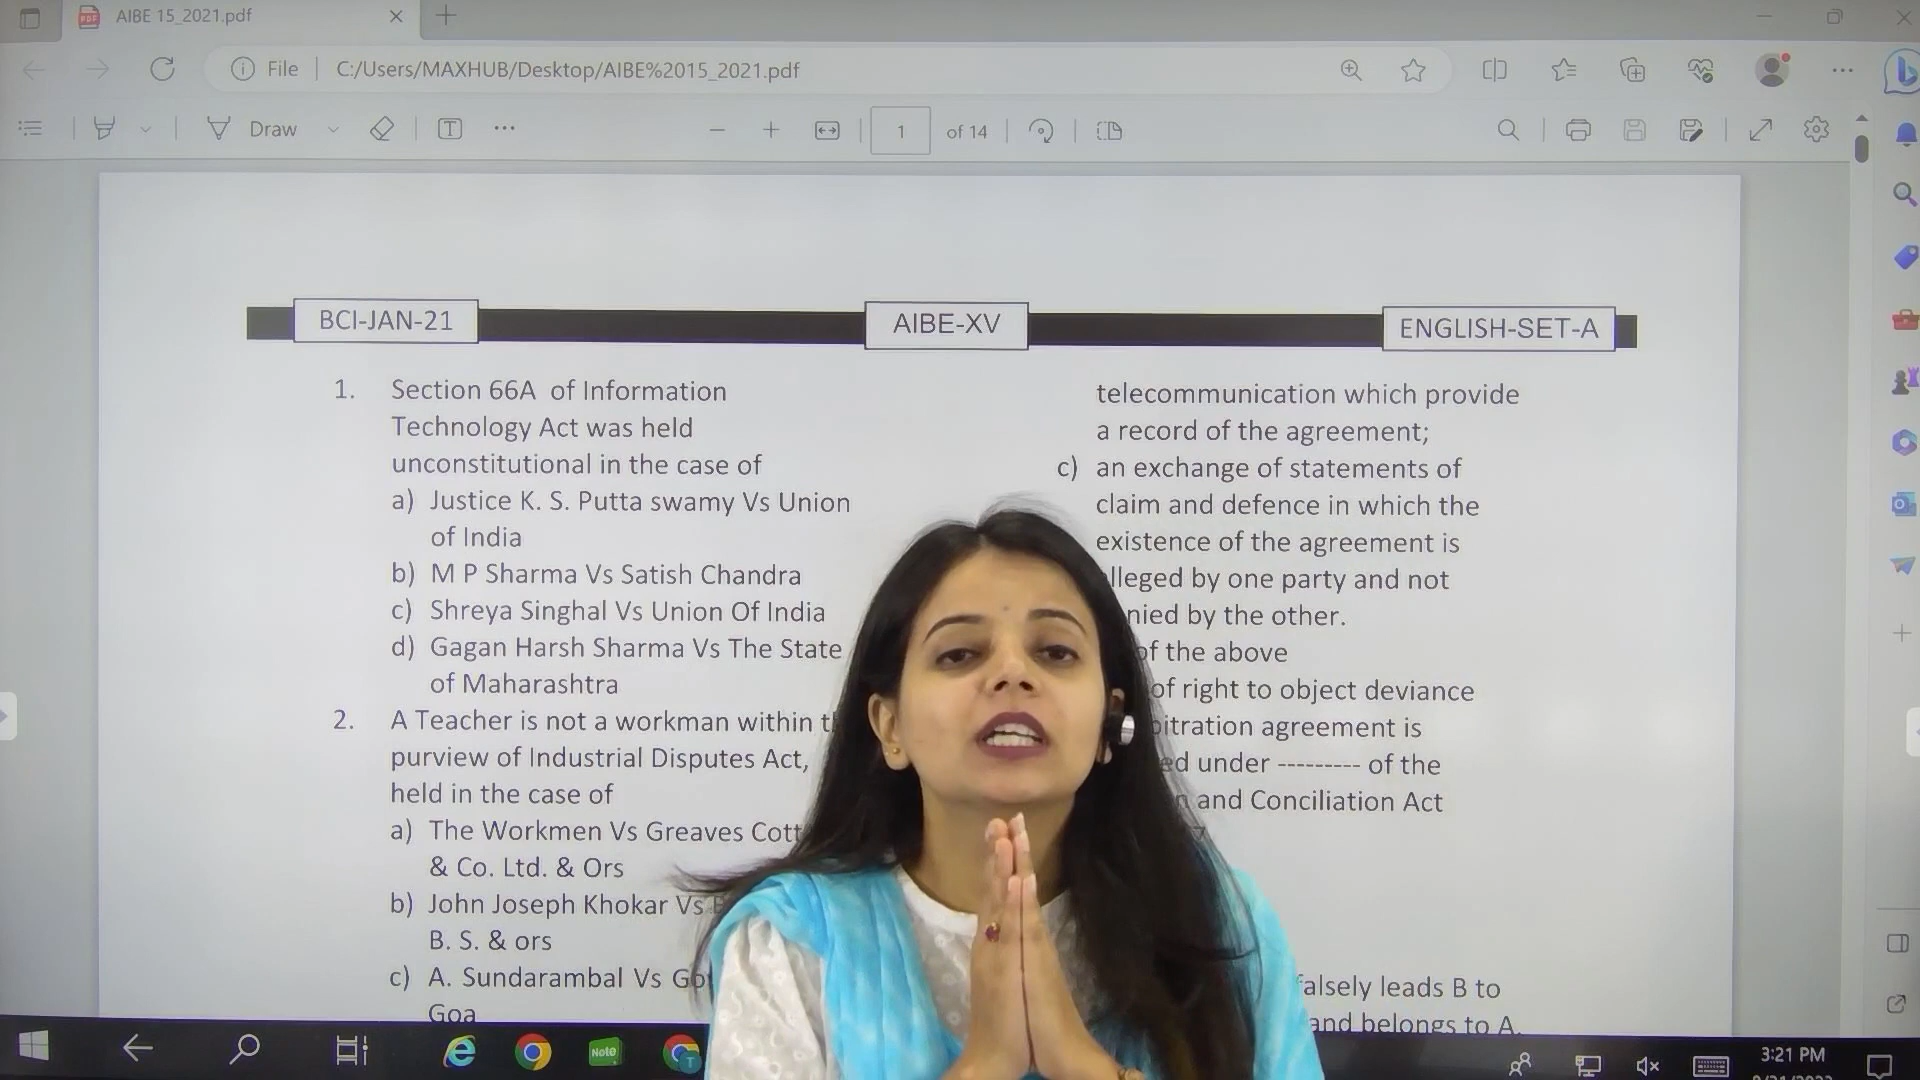 AIBE 15_2021.pdf
File
C:/Users/MAXHUB/Desktop/AIBE%2015_2021.pdf
Draw
1 of 14
BCI-JAN-21
AIBE-XV
ENGLISH-SET-A
1. Section 66A of Information
Technology Act was held
unconstitutional in the case of
a) Justice K. S. Putta swamy Vs Union
of India
b) M P Sharma Vs Satish Chandra
c) Shreya Singhal Vs Union Of India
d) Gagan Harsh Sharma Vs The State
of Maharashtra
2. A Teacher is not a workman within
purview of Industrial Disputes Act,
held in the case of
a) The Workmen Vs Greaves
& Co. Ltd. & Ors
b) John Joseph Khokar Vs
B. S. & ors
c) A. Sundarambal Vs
Goa
telecommunication which provide
a record of the agreement;
c) an exchange of statements of
claim and defence in which the
existence of the agreement is
by one party and not
by the other.
of the above
of right to object deviance
agreement is
under --------- of the
and Conciliation Act
falsely leads B to
and belongs to A.
Note
3:21 PM